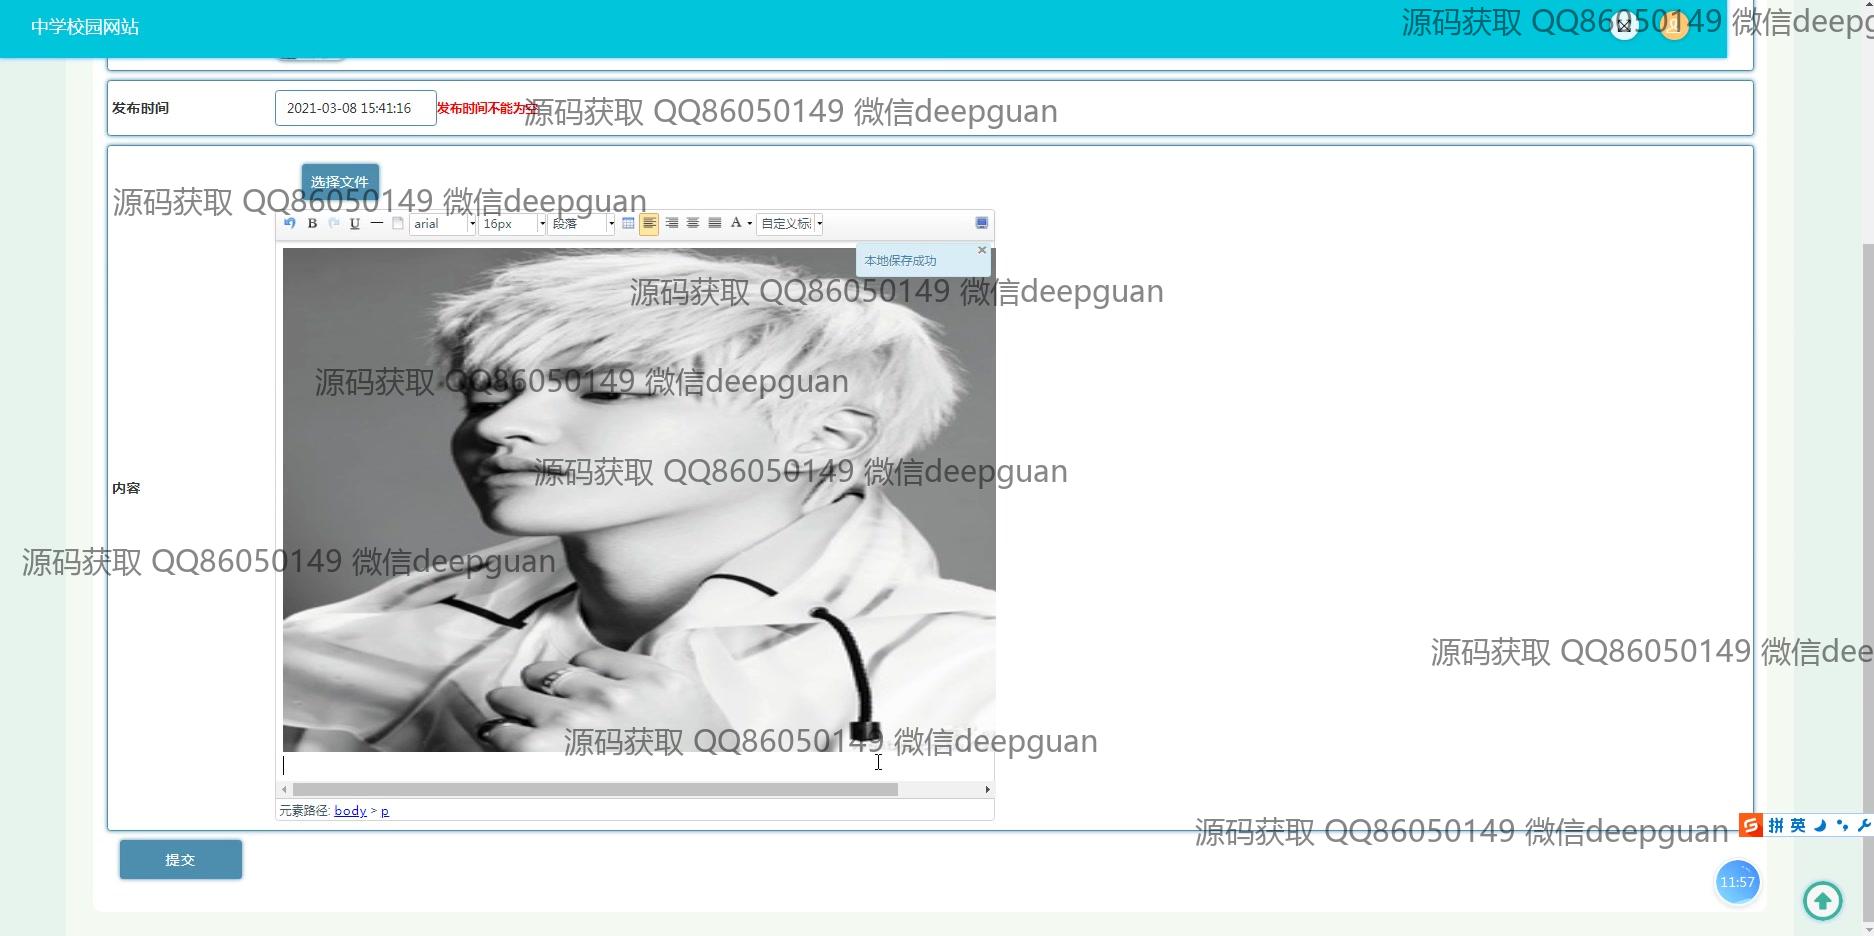 中学校园网站
源码获取 QQ86050149 微信deepg
发布时间
2021-03-08 15:41:16
发布时间不能为空
源码获取 QQ86050149 微信deepguan
选择文件
源码获取 QQ86050149 微信deepguan
B U arial 16px 段落 A 自定义标
本地保存成功
源码获取 QQ86050149 微信deepguan
源码获取 QQ86050149 微信deepguan
源码获取 QQ86050149 微信deepguan
内容
源码获取 QQ86050149 微信deepguan
源码获取 QQ86050149 微信dee
源码获取 QQ86050149 微信deepguan
元素路径: body > p
源码获取 QQ86050149 微信deepguan
拼 英
提交
11:57